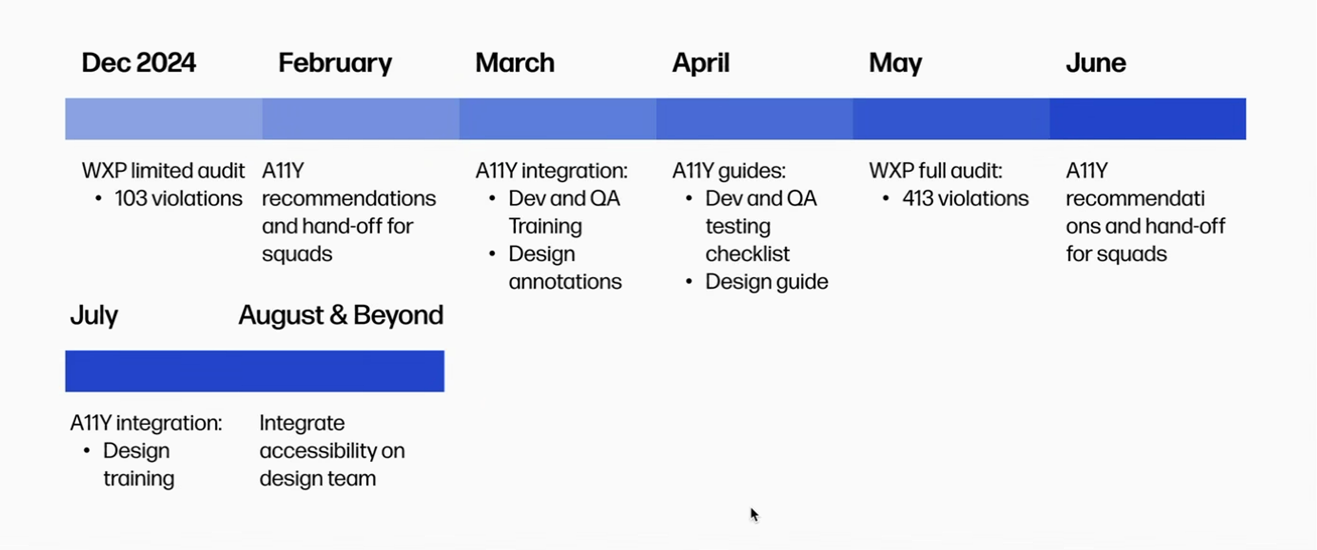 Dec 2024
February
March
April
May
June
WXP limited audit
• 103 violations
A11Y
recommendations
and hand-off for
squads
A11Y integration:
• Dev and QA
Training
• Design
annotations
A11Y guides:
• Dev and QA
testing
checklist
• Design guide
WXP full audit:
• 413 violations
A11Y
recommendati
ons and hand-off
for squads
July
August & Beyond
A11Y integration:
• Design
training
Integrate
accessibility on
design team